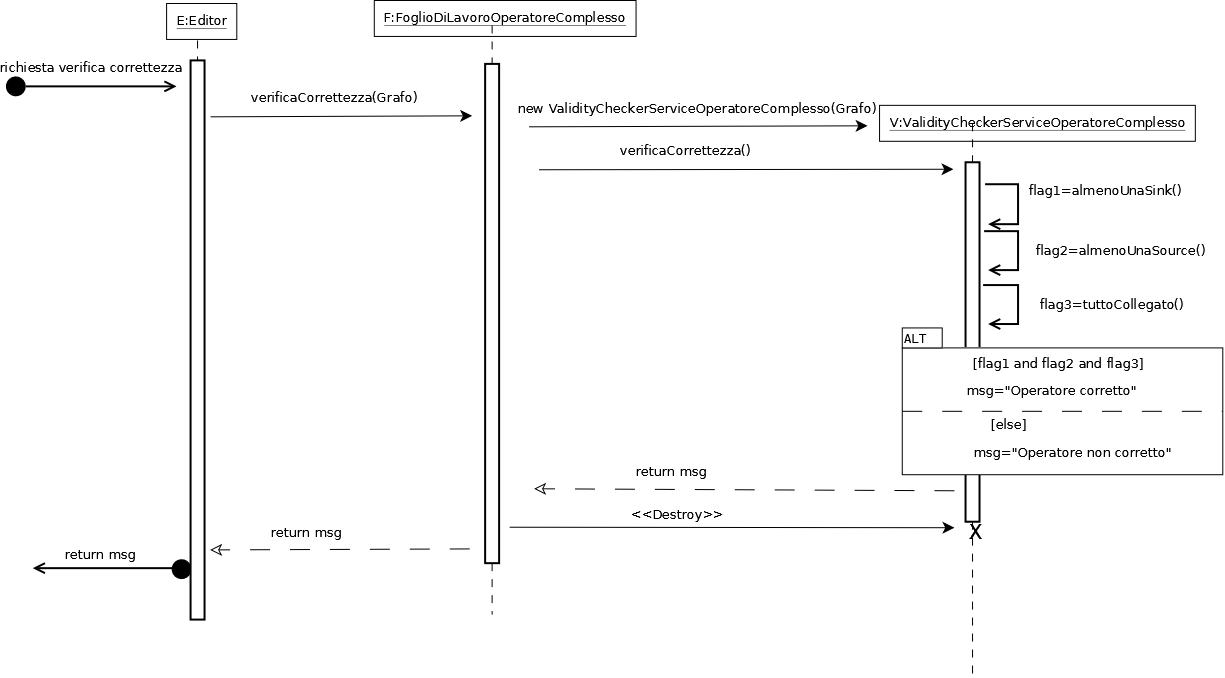 E:Editor
F:FoglioDiLavoroOperatoreComplesso
richiesta verifica correttezza
verificaCorrettezza(Grafo)
new ValidityCheckerServiceOperatoreComplesso(Grafo)
V:ValidityCheckerServiceOperatoreComplesso
verificaCorrettezza()
flag1=almenoUnaSink()
flag2=almenoUnaSource()
flag3=tuttoCollegato()
ALT
[flag1 and flag2 and flag3]
msg="Operatore corretto"
[else]
msg="Operatore non corretto"
return msg
<<Destroy>>
X
return msg
return msg